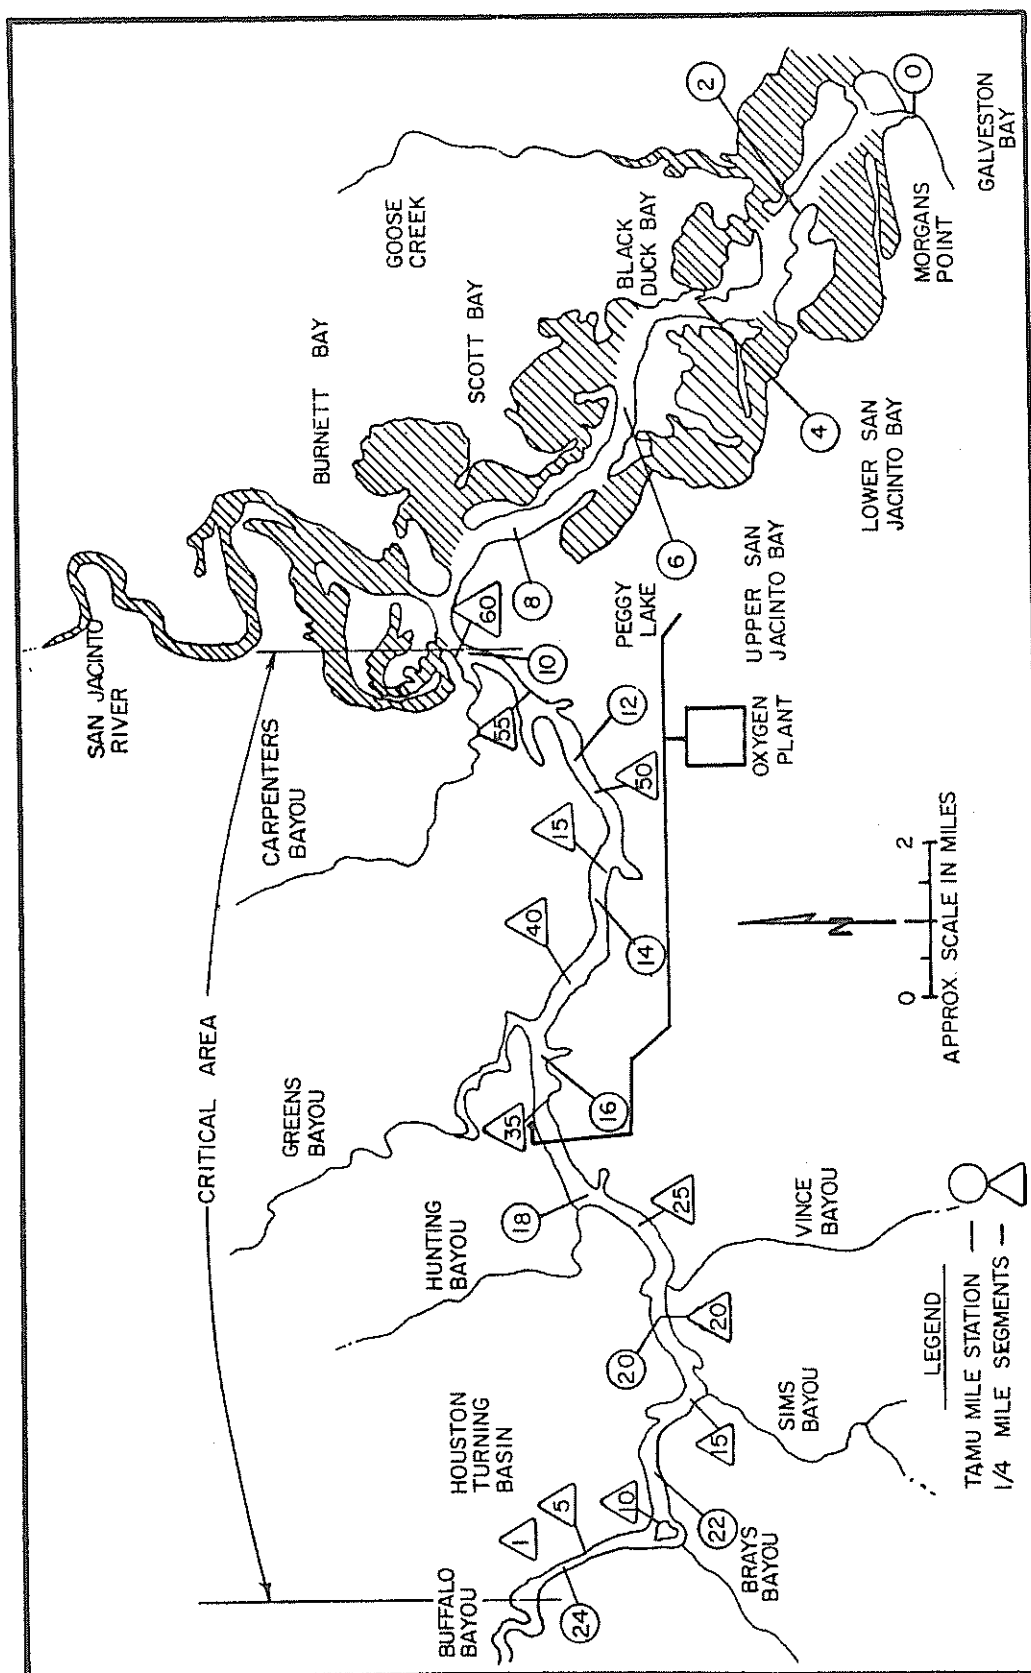 SAN JACINTO
RIVER
BURNETT BAY
SCOTT BAY
GOOSE
CREEK
BLACK
DUCK BAY
2
CRITICAL AREA
CARPENTERS
BAYOU
GREENS
BAYOU
HUNTING
BAYOU
HOUSTON
TURNING
BASIN
BUFFALO
BAYOU
1
5
24
10
22
BRAYS
BAYOU
15
SIMS
BAYOU
20
20
VINCE
BAYOU
25
18
35
16
40
14
15
50
12
55
10
60
8
6
4
0
PEGGY
LAKE
UPPER SAN
JACINTO BAY
LOWER SAN
JACINTO BAY
MORGANS
POINT
GALVESTON
BAY
OXYGEN
PLANT
N
0 2
APPROX. SCALE IN MILES
LEGEND
TAMU MILE STATION —
1/4 MILE SEGMENTS —